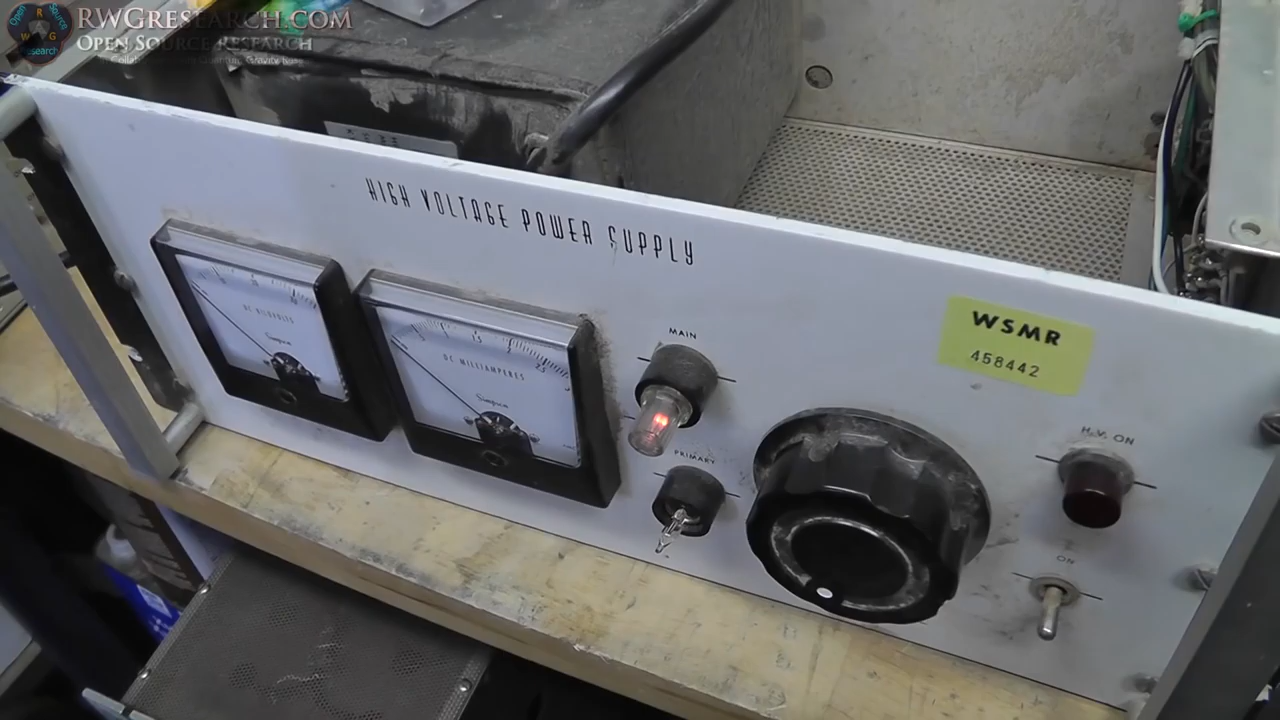 RWGRESEARCH.COM
OPEN SOURCE RESEARCH
HIGH VOLTAGE POWER SUPPLY
DC KILOVOLTS
Simpson
DC MILLIAMPERES
Simpson
MAIN
PRIMARY
WSMR
458442
H.V. ON
ON